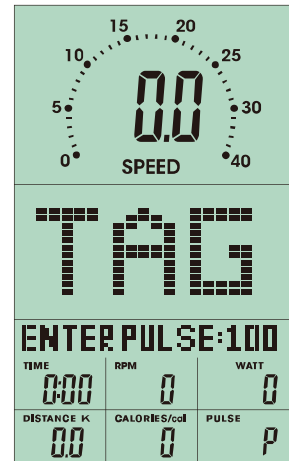 15 20
10 25
5 0.0 30
0 SPEED 40
TAG
ENTER PULSE:100
TIME RPM WATT
0:00 0 0
DISTANCE K CALORIES/cal PULSE
0.0 0 P